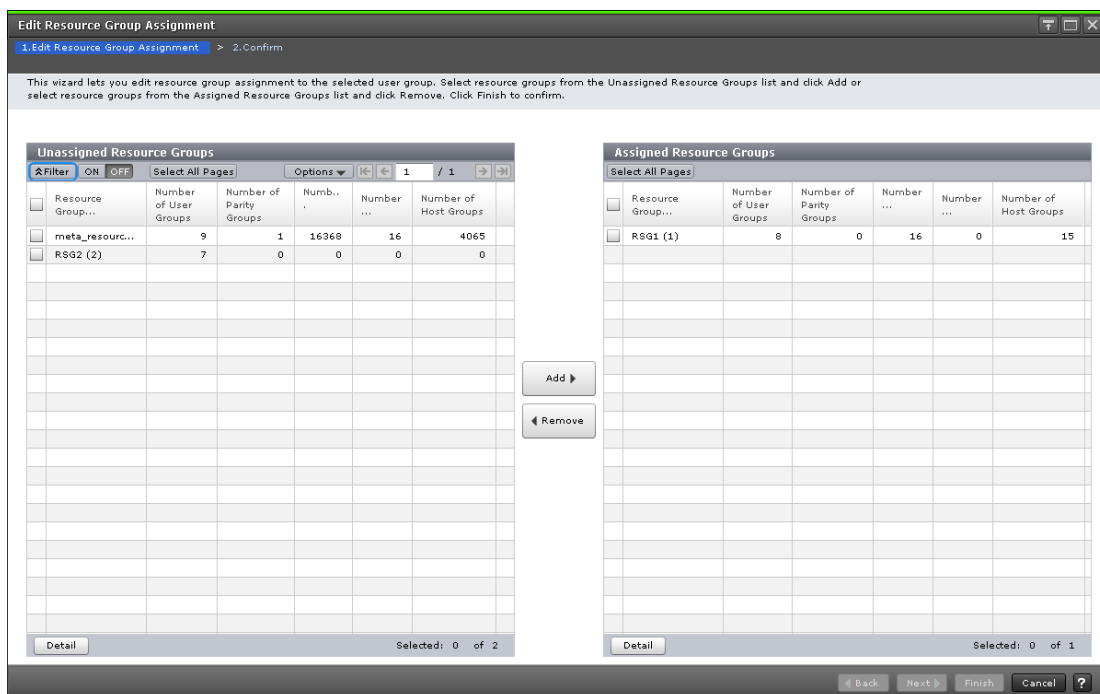 Edit Resource Group Assignment
1.Edit Resource Group Assignment > 2.Confirm
This wizard lets you edit resource group assignment to the selected user group. Select resource groups from the Unassigned Resource Groups list and click Add or
select resource groups from the Assigned Resource Groups list and click Remove. Click Finish to confirm.
Unassigned Resource Groups
Filter ON OFF Select All Pages Options 1 / 1
Resource Group... Number of User Groups Number of Parity Groups Numb... Number ... Number of Host Groups
meta_resourc... 9 1 16368 16 4065
RSG2 (2) 7 0 0 0 0
Detail Selected: 0 of 2
Add
Remove
Assigned Resource Groups
Select All Pages
Resource Group... Number of User Groups Number of Parity Groups Number ... Number ... Number of Host Groups
RSG1 (1) 8 0 16 0 15
Detail Selected: 0 of 1
Back Next Finish Cancel ?